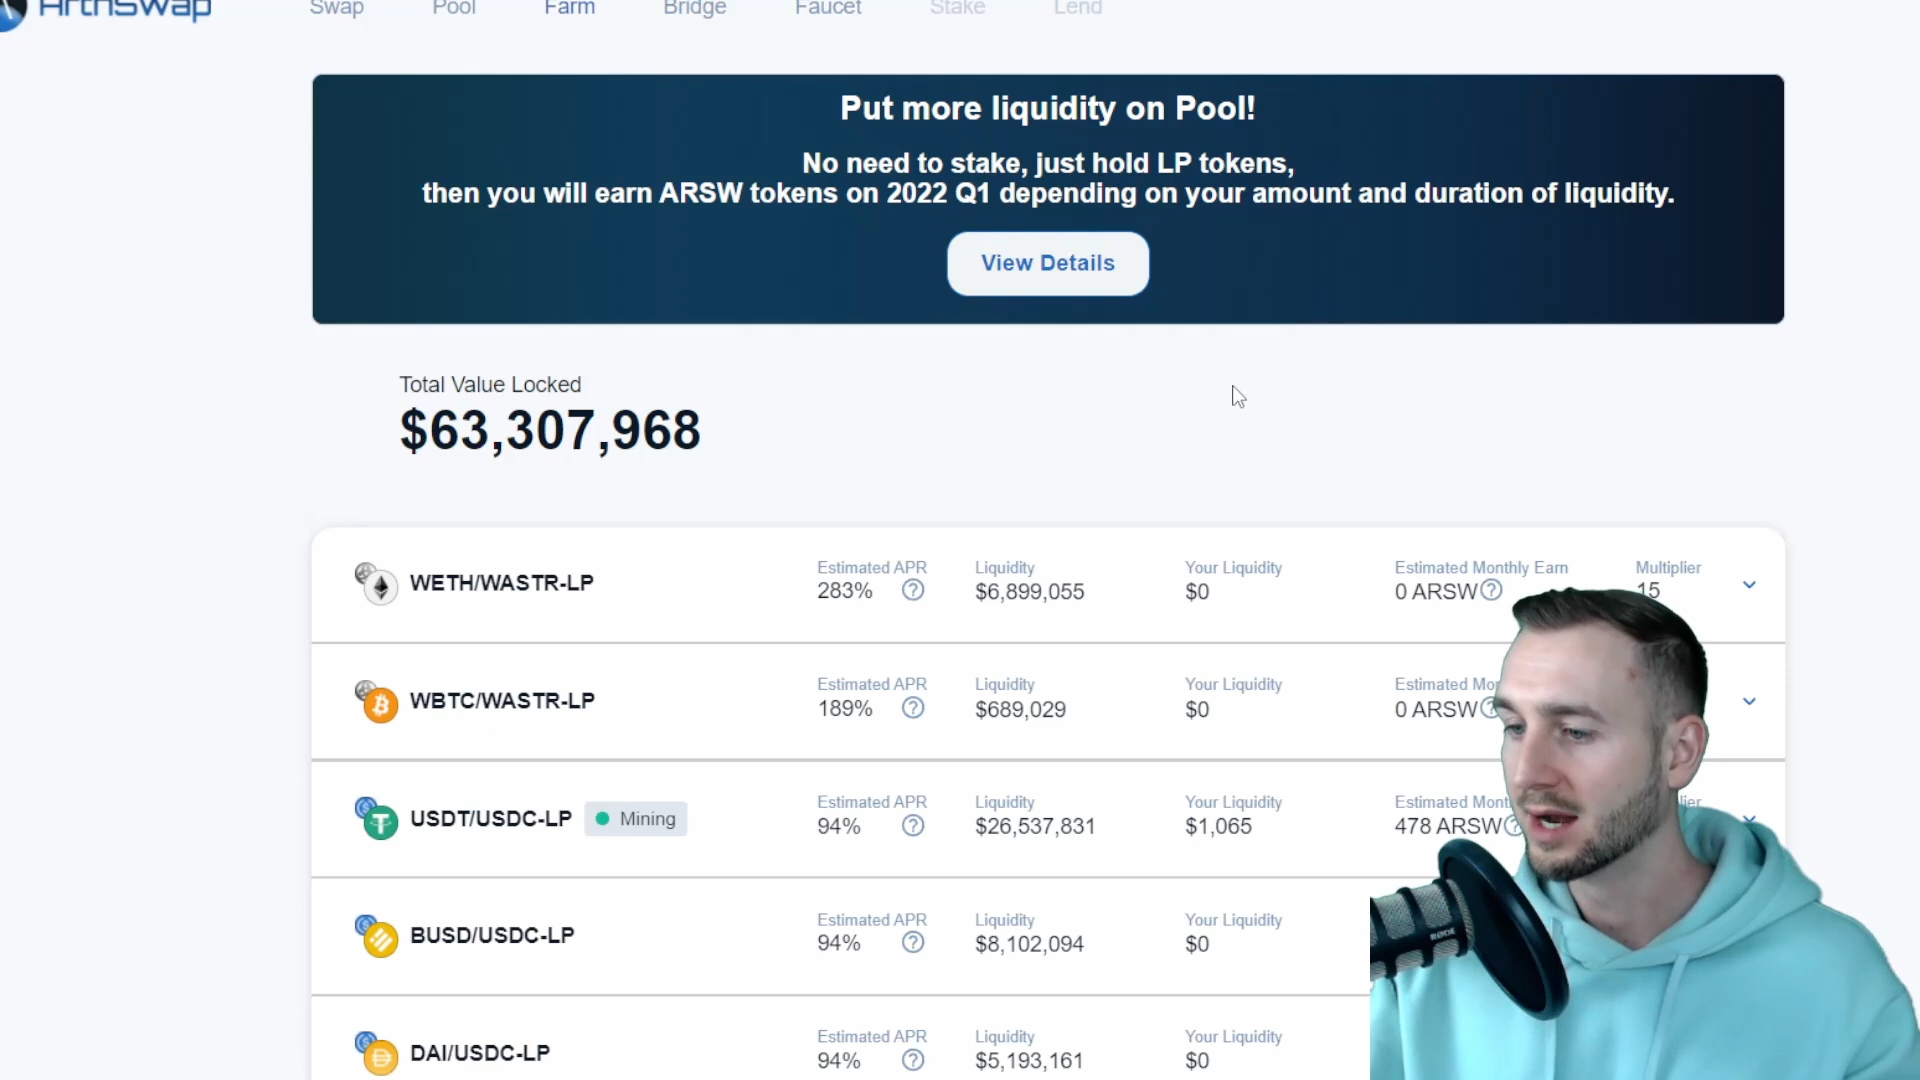 ArthSwap
Swap Pool Farm Bridge Faucet Stake Lend
Put more liquidity on Pool!
No need to stake, just hold LP tokens,
then you will earn ARSW tokens on 2022 Q1 depending on your amount and duration of liquidity.
View Details
Total Value Locked
$63,307,968
Estimated APR Liquidity Your Liquidity Estimated Monthly Earn Multiplier
WETH/WASTR-LP 283% ? $6,899,055 $0 0 ARSW ? 15
Estimated APR Liquidity Your Liquidity Estimated
WBTC/WASTR-LP 189% ? $689,029 $0 0 ARSW ?
Estimated APR Liquidity Your Liquidity Estimated
USDT/USDC-LP Mining 94% ? $26,537,831 $1,065 478 ARSW ?
Estimated APR Liquidity Your Liquidity
BUSD/USDC-LP 94% ? $8,102,094 $0
Estimated APR Liquidity Your Liquidity
DAI/USDC-LP 94% ? $5,193,161 $0
RØDE